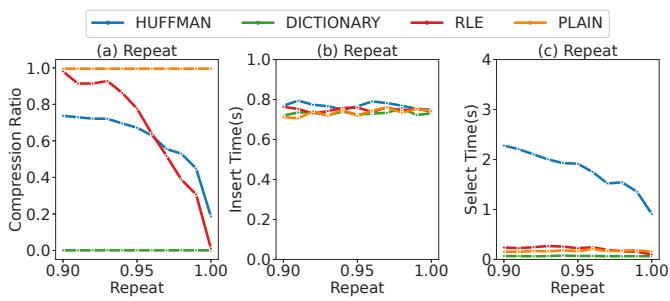 HUFFMAN DICTIONARY RLE PLAIN
(a) Repeat
Compression Ratio
1.0
0.8
0.6
0.4
0.2
0.0
0.90 0.95 1.00
Repeat
(b) Repeat
Insert Time(s)
1.0
0.8
0.6
0.4
0.2
0.0
0.90 0.95 1.00
Repeat
(c) Repeat
Select Time(s)
4
3
2
1
0
0.90 0.95 1.00
Repeat